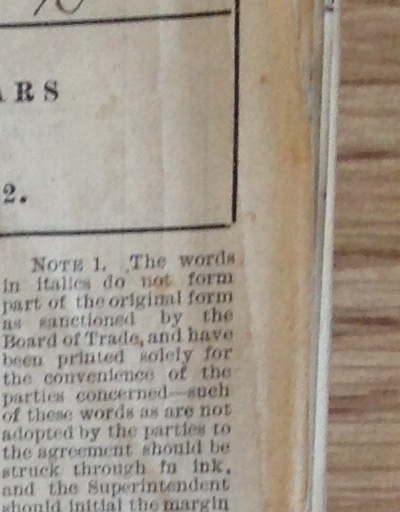 RS
2.
NOTE 1. The words
in italics do not form
part of the original form
as sanctioned by the
Board of Trade, and have
been printed solely for
the convenience of the
parties concerned—such
of these words as are not
adopted by the parties to
the agreement should be
struck through in ink.
and the Superintendent
should initial the margin